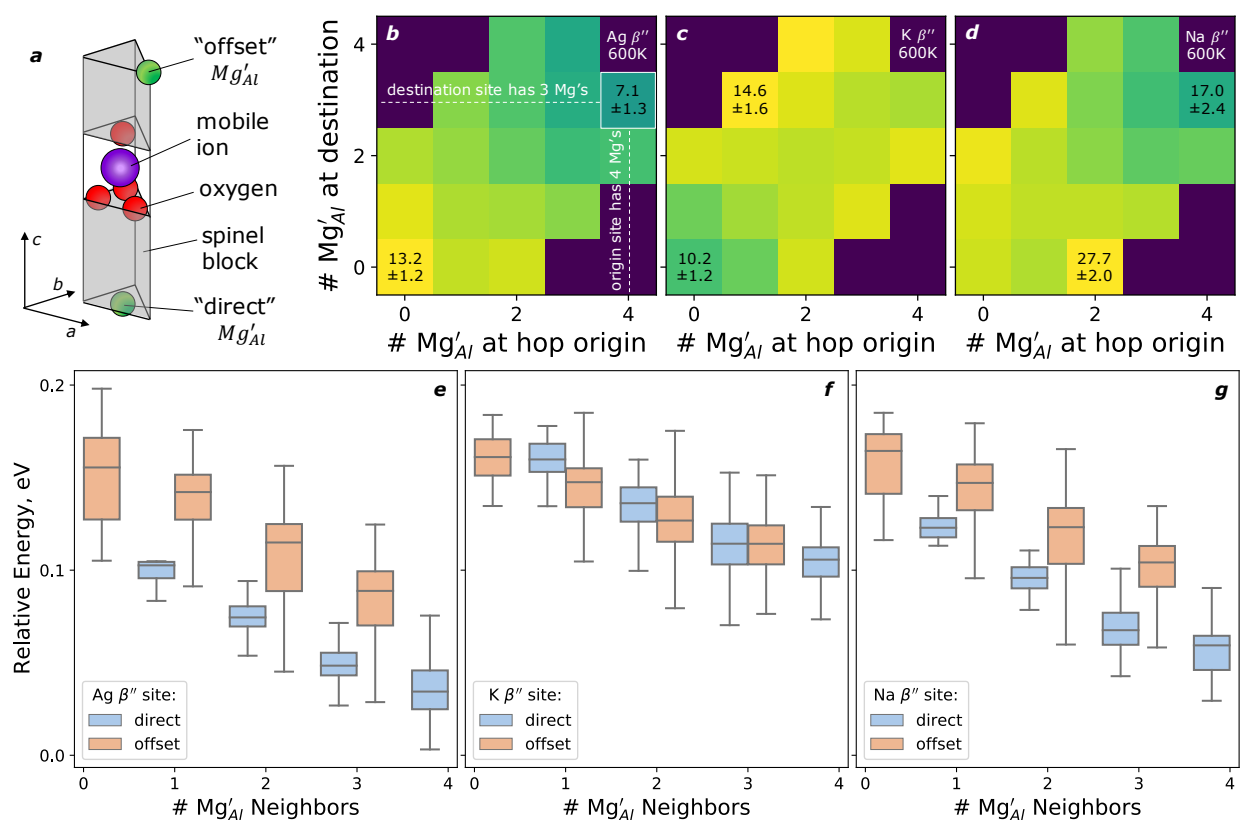 a
“offset”
Mg′Al
mobile
ion
oxygen
spinel
block
“direct”
Mg′Al
c
b
a
# Mg′Al at destination
4
2
0
b
Ag β′′
600K
destination site has 3 Mg's
7.1
±1.3
origin site has 4 Mg's
13.2
±1.2
0
2
4
# Mg′Al at hop origin
c
K β′′
600K
14.6
±1.6
10.2
±1.2
0
2
4
# Mg′Al at hop origin
d
Na β′′
600K
17.0
±2.4
27.7
±2.0
0
2
4
# Mg′Al at hop origin
Relative Energy, eV
0.2
0.1
0.0
e
Ag β′′ site:
direct
offset
0
1
2
3
4
# Mg′Al Neighbors
f
K β′′ site:
direct
offset
0
1
2
3
4
# Mg′Al Neighbors
g
Na β′′ site:
direct
offset
0
1
2
3
4
# Mg′Al Neighbors